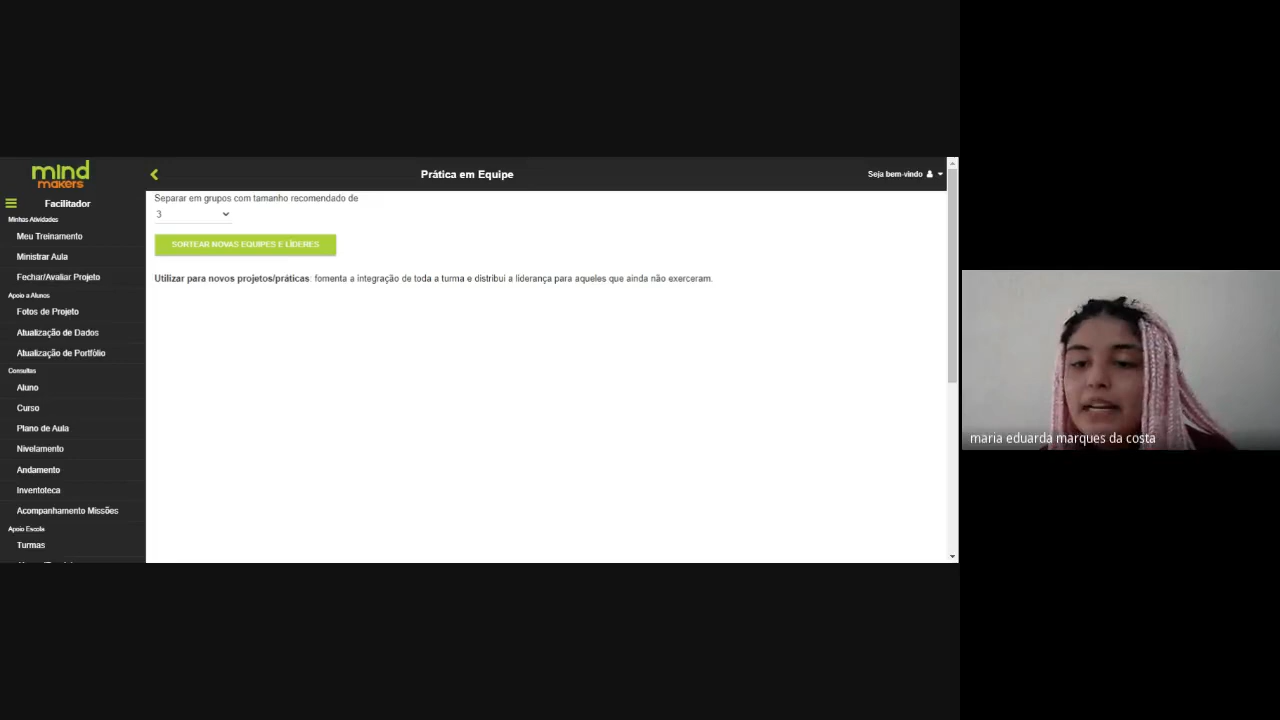 mind
makers
Prática em Equipe
Seja bem-vindo
Facilitador
Minhas Atividades
Meu Treinamento
Ministrar Aula
Fechar/Avaliar Projeto
Apoio a Alunos
Fotos de Projeto
Atualização de Dados
Atualização de Portfólio
Consultas
Aluno
Curso
Plano de Aula
Nivelamento
Andamento
Inventoteca
Acompanhamento Missões
Apoio Escola
Turmas
Separar em grupos com tamanho recomendado de
3
SORTEAR NOVAS EQUIPES E LÍDERES
Utilizar para novos projetos/práticas: fomenta a integração de toda a turma e distribui a liderança para aqueles que ainda não exerceram.
maria eduarda marques da costa